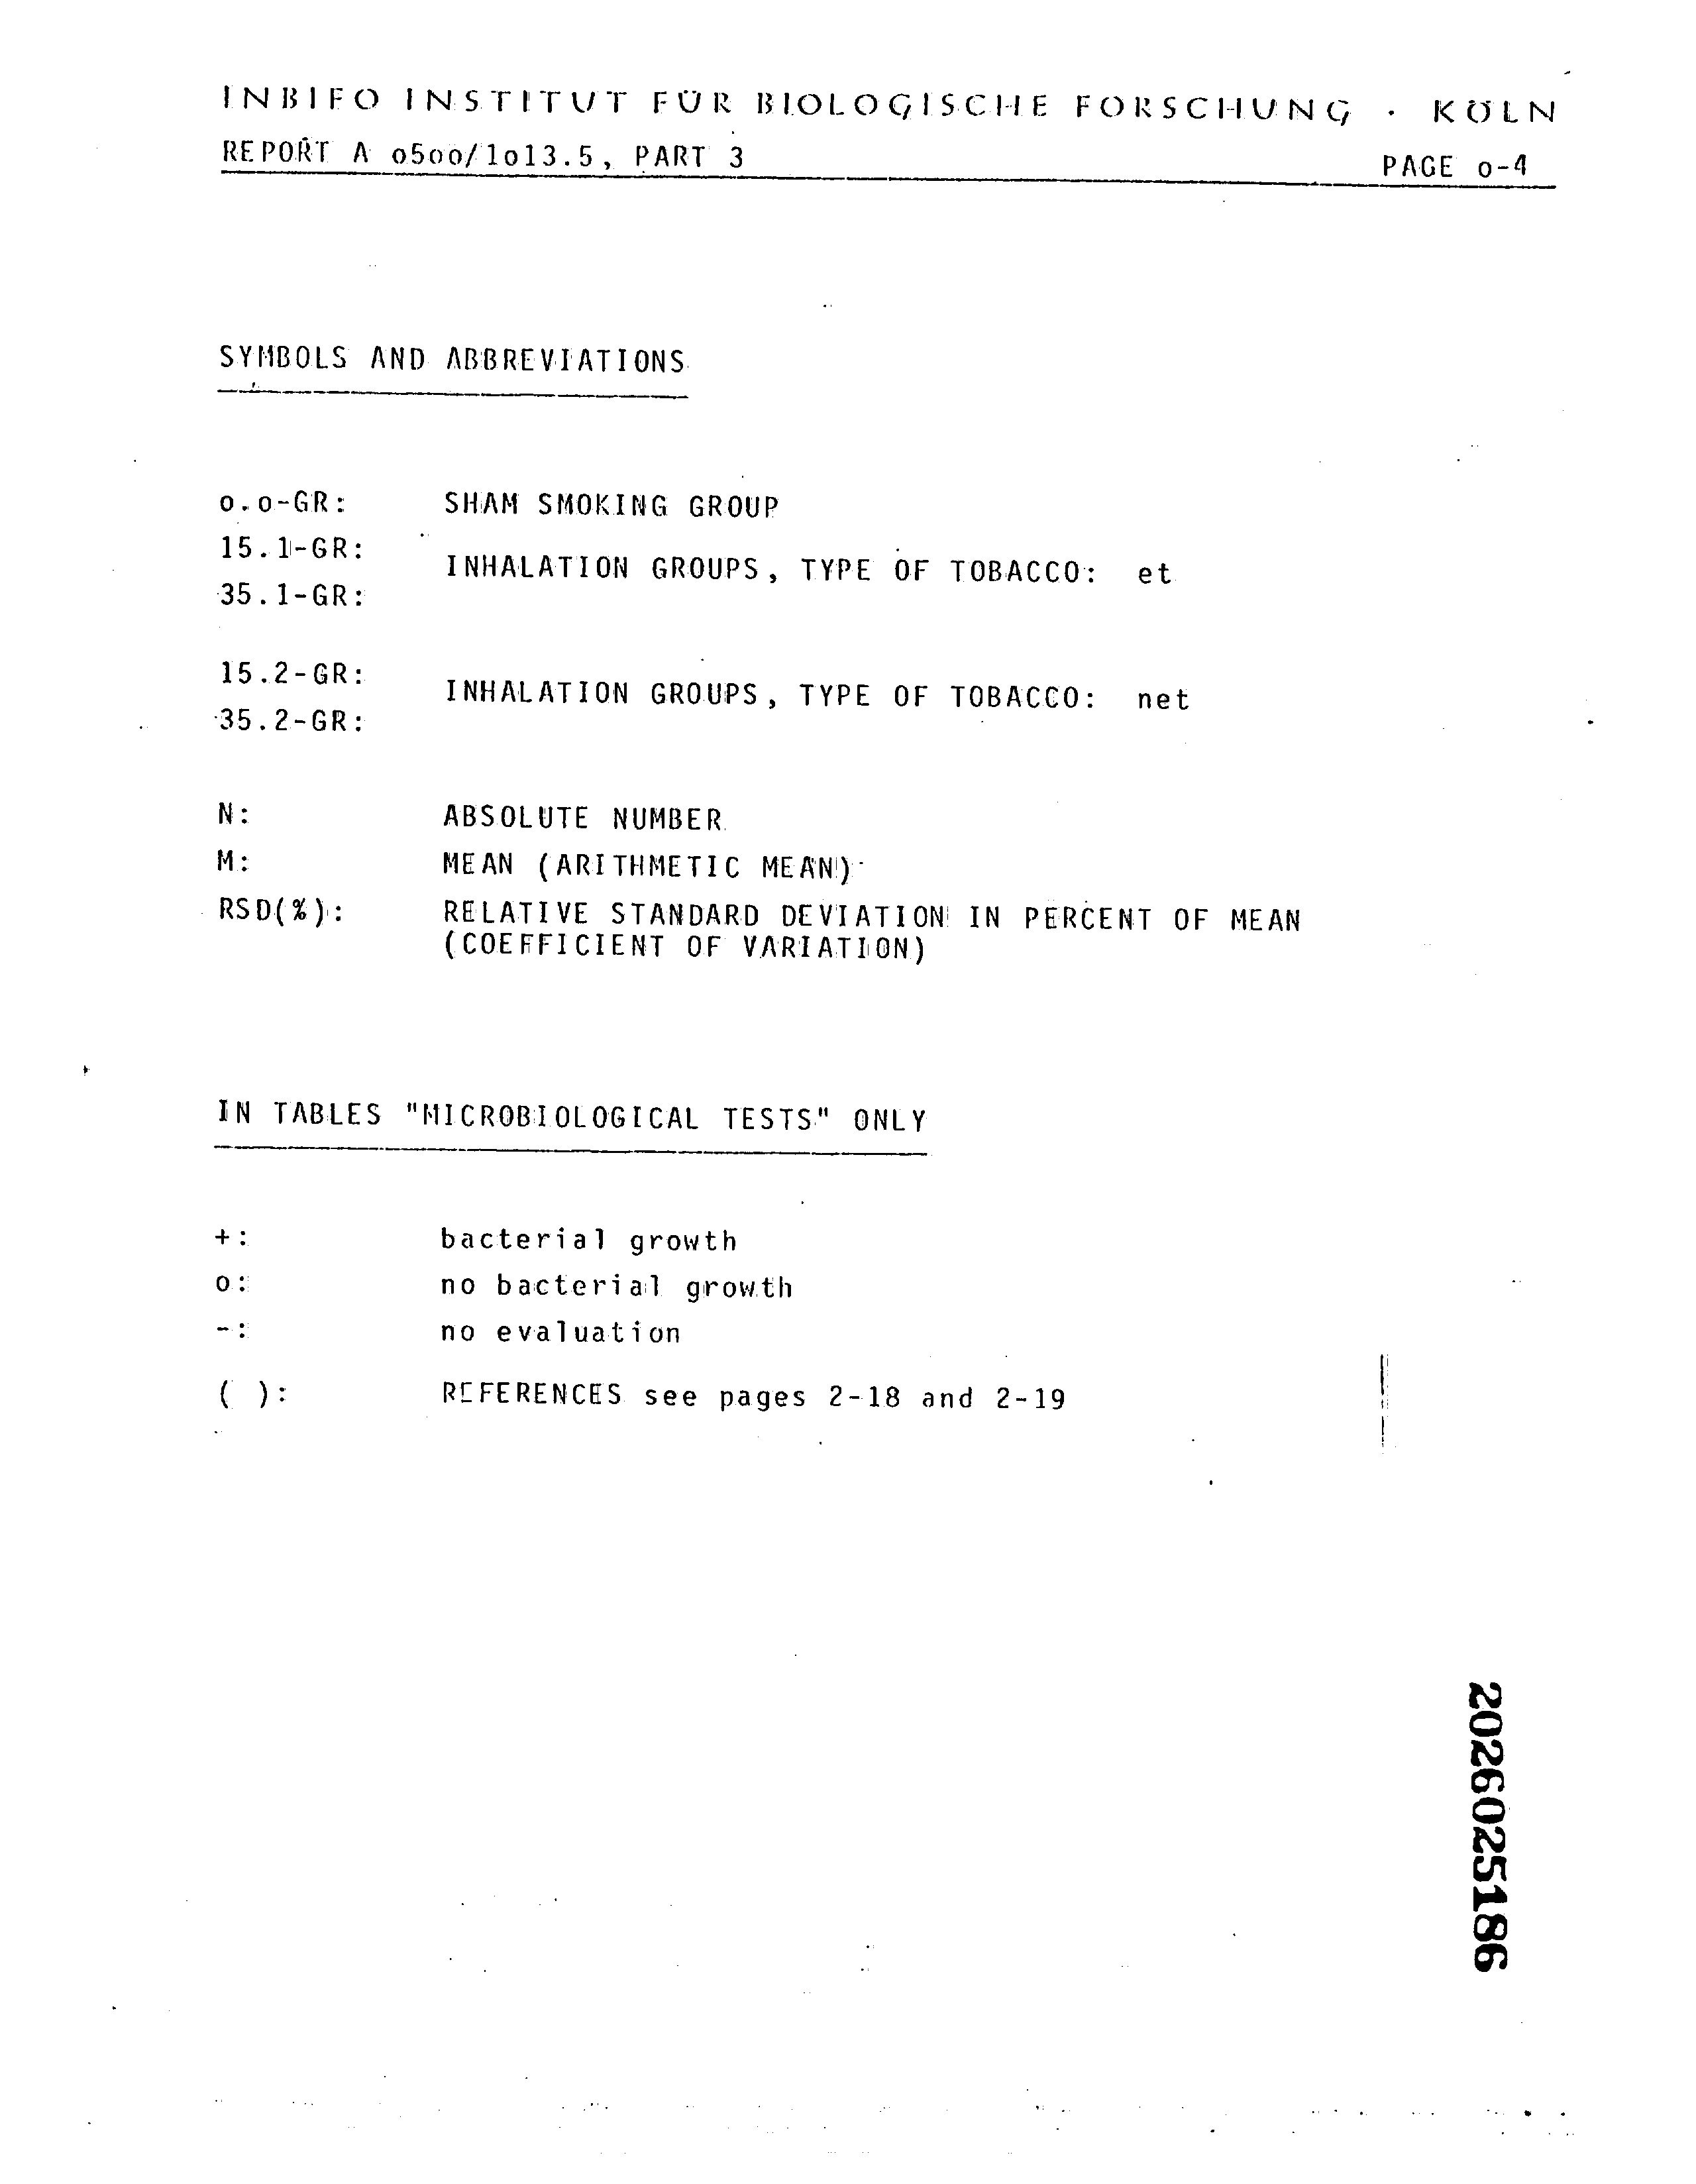 INBIFO INSTITUT FÜR BIOLOGISCHE FORSCHUNG · KÖLN
REPORT A o5oo/1o13.5, PART 3 PAGE o-4
SYMBOLS AND ABBREVIATIONS
o.o-GR: SHAM SMOKING GROUP
15.1-GR:
INHALATION GROUPS, TYPE OF TOBACCO: et
35.1-GR:
15.2-GR:
INHALATION GROUPS, TYPE OF TOBACCO: net
35.2-GR:
N: ABSOLUTE NUMBER
M: MEAN (ARITHMETIC MEAN)
RSD(%): RELATIVE STANDARD DEVIATION IN PERCENT OF MEAN
(COEFFICIENT OF VARIATION)
IN TABLES "MICROBIOLOGICAL TESTS" ONLY
+: bacterial growth
o: no bacterial growth
-: no evaluation
( ): REFERENCES see pages 2-18 and 2-19
2026025186